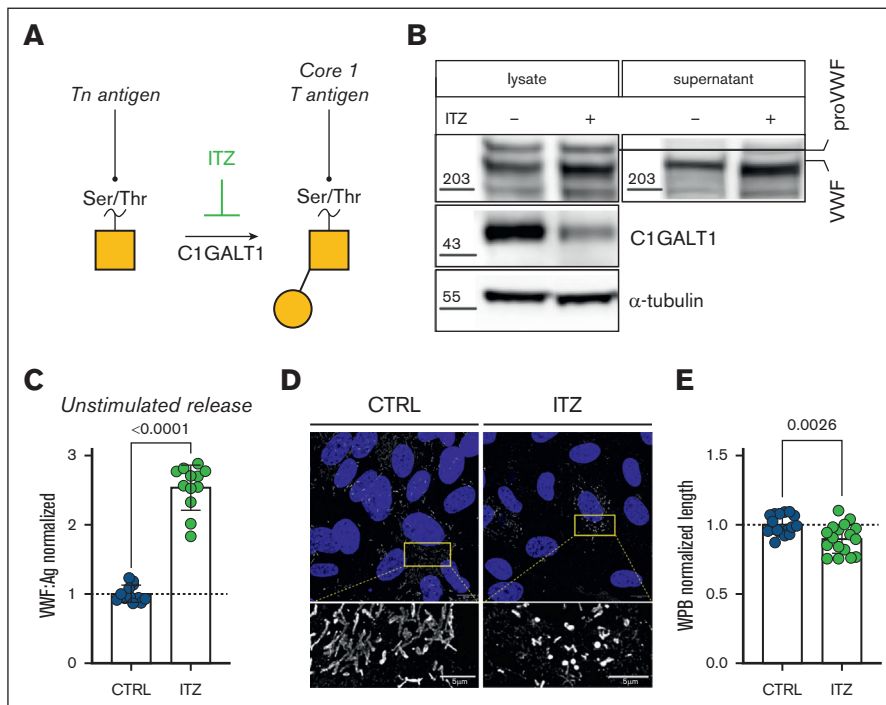 A
Tn antigen
Core 1
T antigen
ITZ
Ser/Thr
Ser/Thr
C1GALT1
B
lysate
supernatant
ITZ
–
+
–
+
proVWF
VWF
203
203
43
C1GALT1
55
α-tubulin
C
Unstimulated release
<0.0001
VWF:Ag normalized
3
2
1
0
CTRL
ITZ
D
CTRL
ITZ
5μm
5μm
E
0.0026
WPB normalized length
1.5
1.0
0.5
0.0
CTRL
ITZ